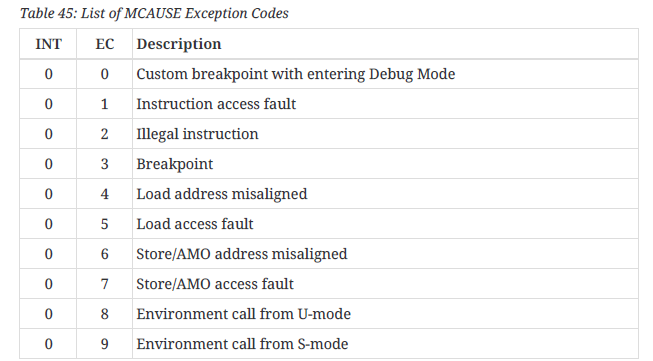 Table 45: List of MCAUSE Exception Codes
INT EC Description
0 0 Custom breakpoint with entering Debug Mode
0 1 Instruction access fault
0 2 Illegal instruction
0 3 Breakpoint
0 4 Load address misaligned
0 5 Load access fault
0 6 Store/AMO address misaligned
0 7 Store/AMO access fault
0 8 Environment call from U-mode
0 9 Environment call from S-mode